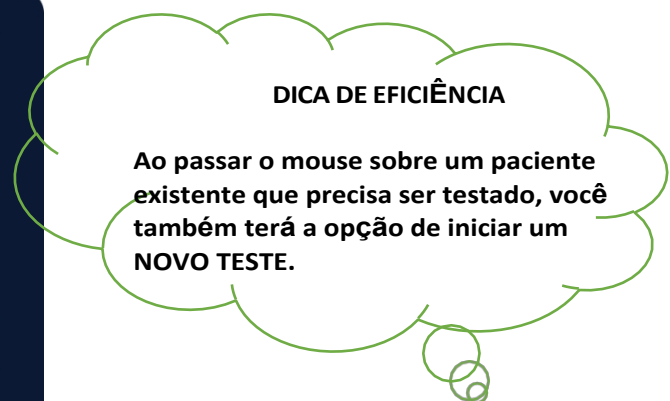 DICA DE EFICIÊNCIA
Ao passar o mouse sobre um paciente
existente que precisa ser testado, você
também terá a opção de iniciar um
NOVO TESTE.